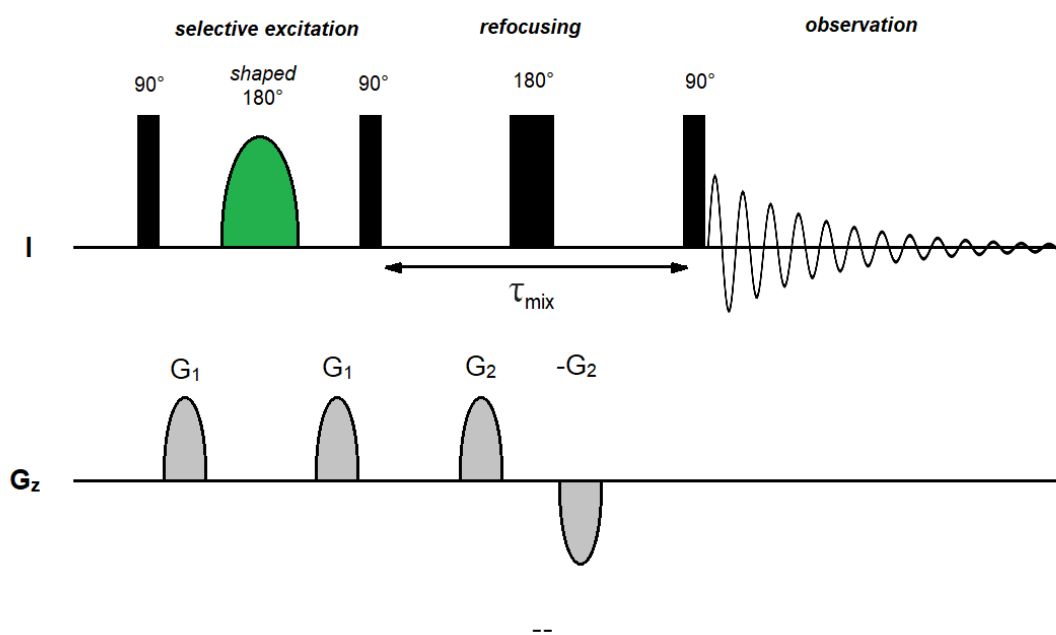 selective excitation refocusing observation
shaped
90° 180° 90° 180° 90°
I
τmix
G₁ G₁ G₂ -G₂
Gz
--